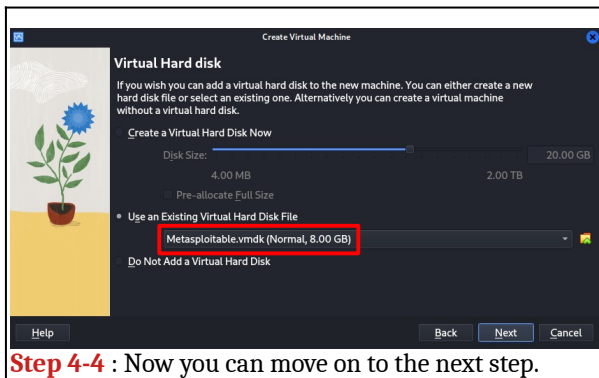 Create Virtual Machine
Virtual Hard disk
If you wish you can add a virtual hard disk to the new machine. You can either create a new
hard disk file or select an existing one. Alternatively you can create a virtual machine
without a virtual hard disk.
Create a Virtual Hard Disk Now
Disk Size:
20.00 GB
4.00 MB
2.00 TB
Pre-allocate Full Size
Use an Existing Virtual Hard Disk File
Metasploitable.vmdk (Normal, 8.00 GB)
Do Not Add a Virtual Hard Disk
Help
Back
Next
Cancel
Step 4-4 : Now you can move on to the next step.